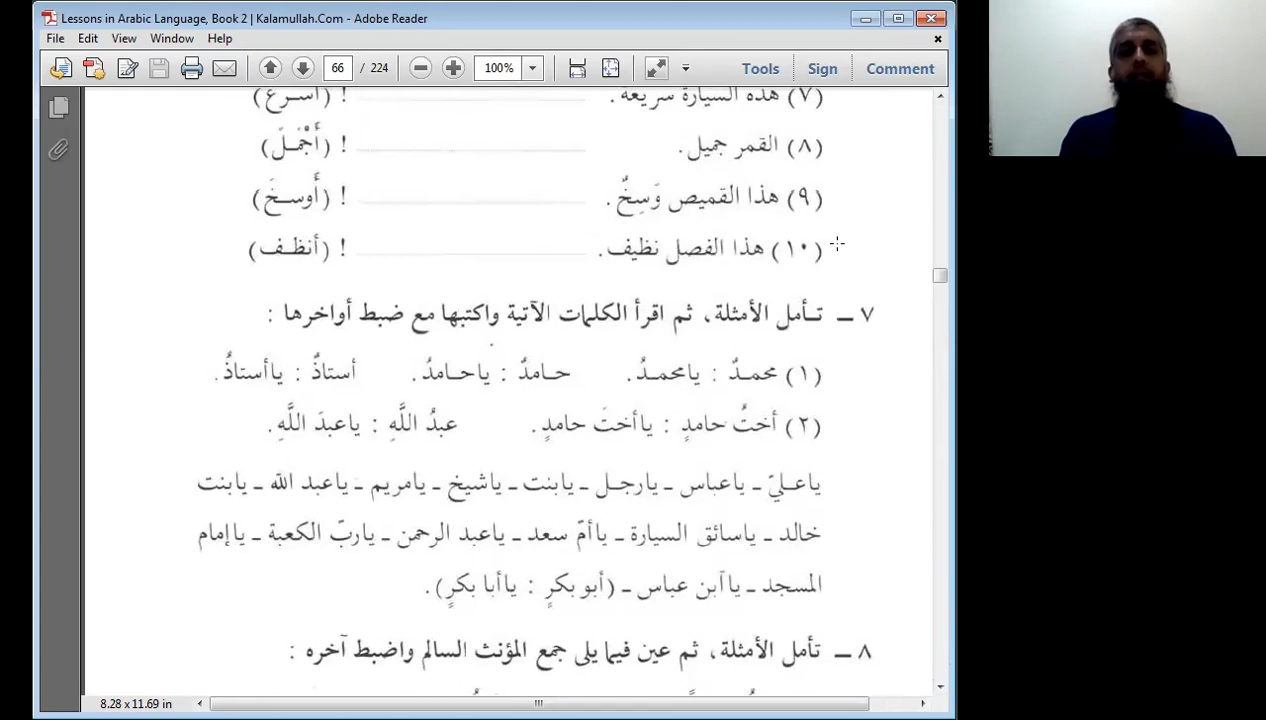 Lessons in Arabic Language, Book 2 | Kalamullah.Com - Adobe Reader
File Edit View Window Help
66 / 224 100% Tools Sign Comment
(٧) هذه السيارة سريعة. ! (أسرع)
(٨) القمر جميل. ! (أَجْمَلَ)
(٩) هذا القميص وَسِخٌ. ! (أَوسخَ)
(١٠) هذا الفصل نظيف. ! (أنظف)
٧ ـ تأمل الأمثلة، ثم اقرأ الكلمات الآتية واكتبها مع ضبط أواخرها :
(١) محمدٌ : يامحمدُ. حامدٌ : ياحامدُ. أستاذٌ : ياأستاذُ.
(٢) أختُ حامدٍ : ياأختَ حامدٍ. عبدُ اللَّهِ : ياعبدَ اللَّهِ.
ياعليّ ـ ياعباس ـ يارجل ـ يابنت ـ ياشيخ ـ يامريم ـ ياعبد الله ـ يابنت
خالد ـ ياسائق السيارة ـ ياأمّ سعد ـ ياعبد الرحمن ـ ياربّ الكعبة ـ ياإمام
المسجد ـ ياٱبن عباس ـ (أبو بكرٍ : ياأبا بكرٍ).
٨ ـ تأمل الأمثلة، ثم عين فيما يلى جمع المؤنث السالم واضبط آخره :
8.28 x 11.69 in